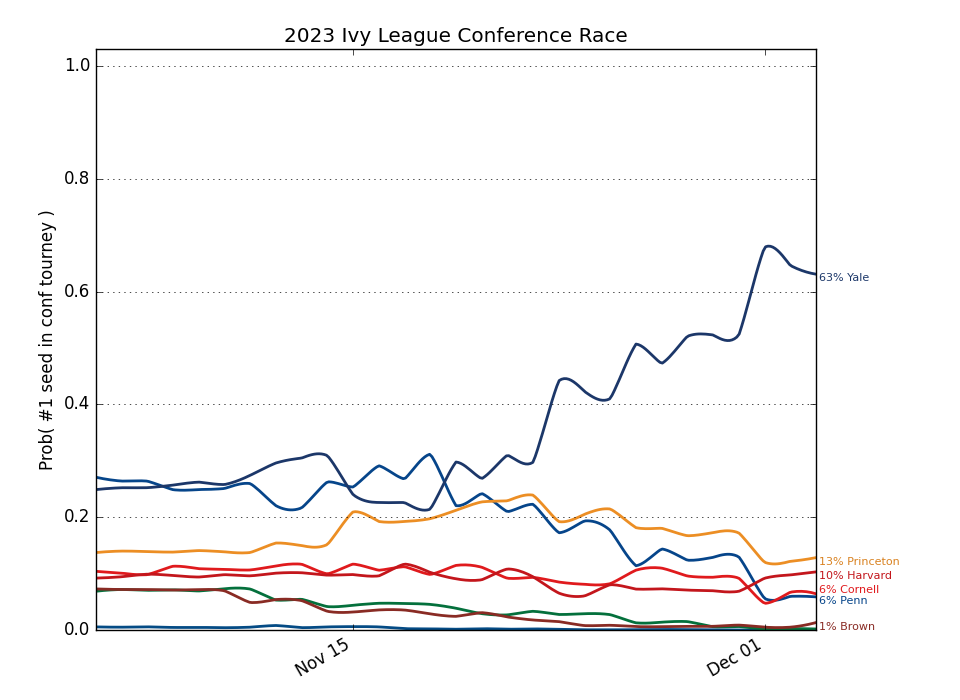 2023 Ivy League Conference Race
Prob( #1 seed in conf tourney )
1.0
0.8
0.6
0.4
0.2
0.0
63% Yale
13% Princeton
10% Harvard
6% Cornell
6% Penn
1% Brown
Nov 15
Dec 01